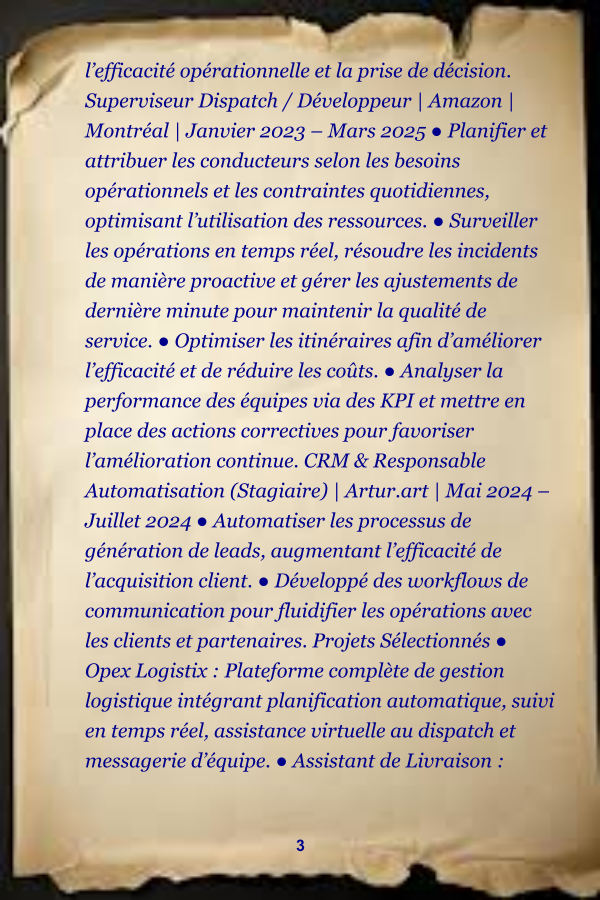 l’efficacité opérationnelle et la prise de décision.
Superviseur Dispatch / Développeur | Amazon |
Montréal | Janvier 2023 – Mars 2025 ● Planifier et
attribuer les conducteurs selon les besoins
opérationnels et les contraintes quotidiennes,
optimisant l’utilisation des ressources. ● Surveiller
les opérations en temps réel, résoudre les incidents
de manière proactive et gérer les ajustements de
dernière minute pour maintenir la qualité de
service. ● Optimiser les itinéraires afin d’améliorer
l’efficacité et de réduire les coûts. ● Analyser la
performance des équipes via des KPI et mettre en
place des actions correctives pour favoriser
l’amélioration continue. CRM & Responsable
Automatisation (Stagiaire) | Artur.art | Mai 2024 –
Juillet 2024 ● Automatiser les processus de
génération de leads, augmentant l’efficacité de
l’acquisition client. ● Développé des workflows de
communication pour fluidifier les opérations avec
les clients et partenaires. Projets Sélectionnés ●
Opex Logistix : Plateforme complète de gestion
logistique intégrant planification automatique, suivi
en temps réel, assistance virtuelle au dispatch et
messagerie d’équipe. ● Assistant de Livraison :
3